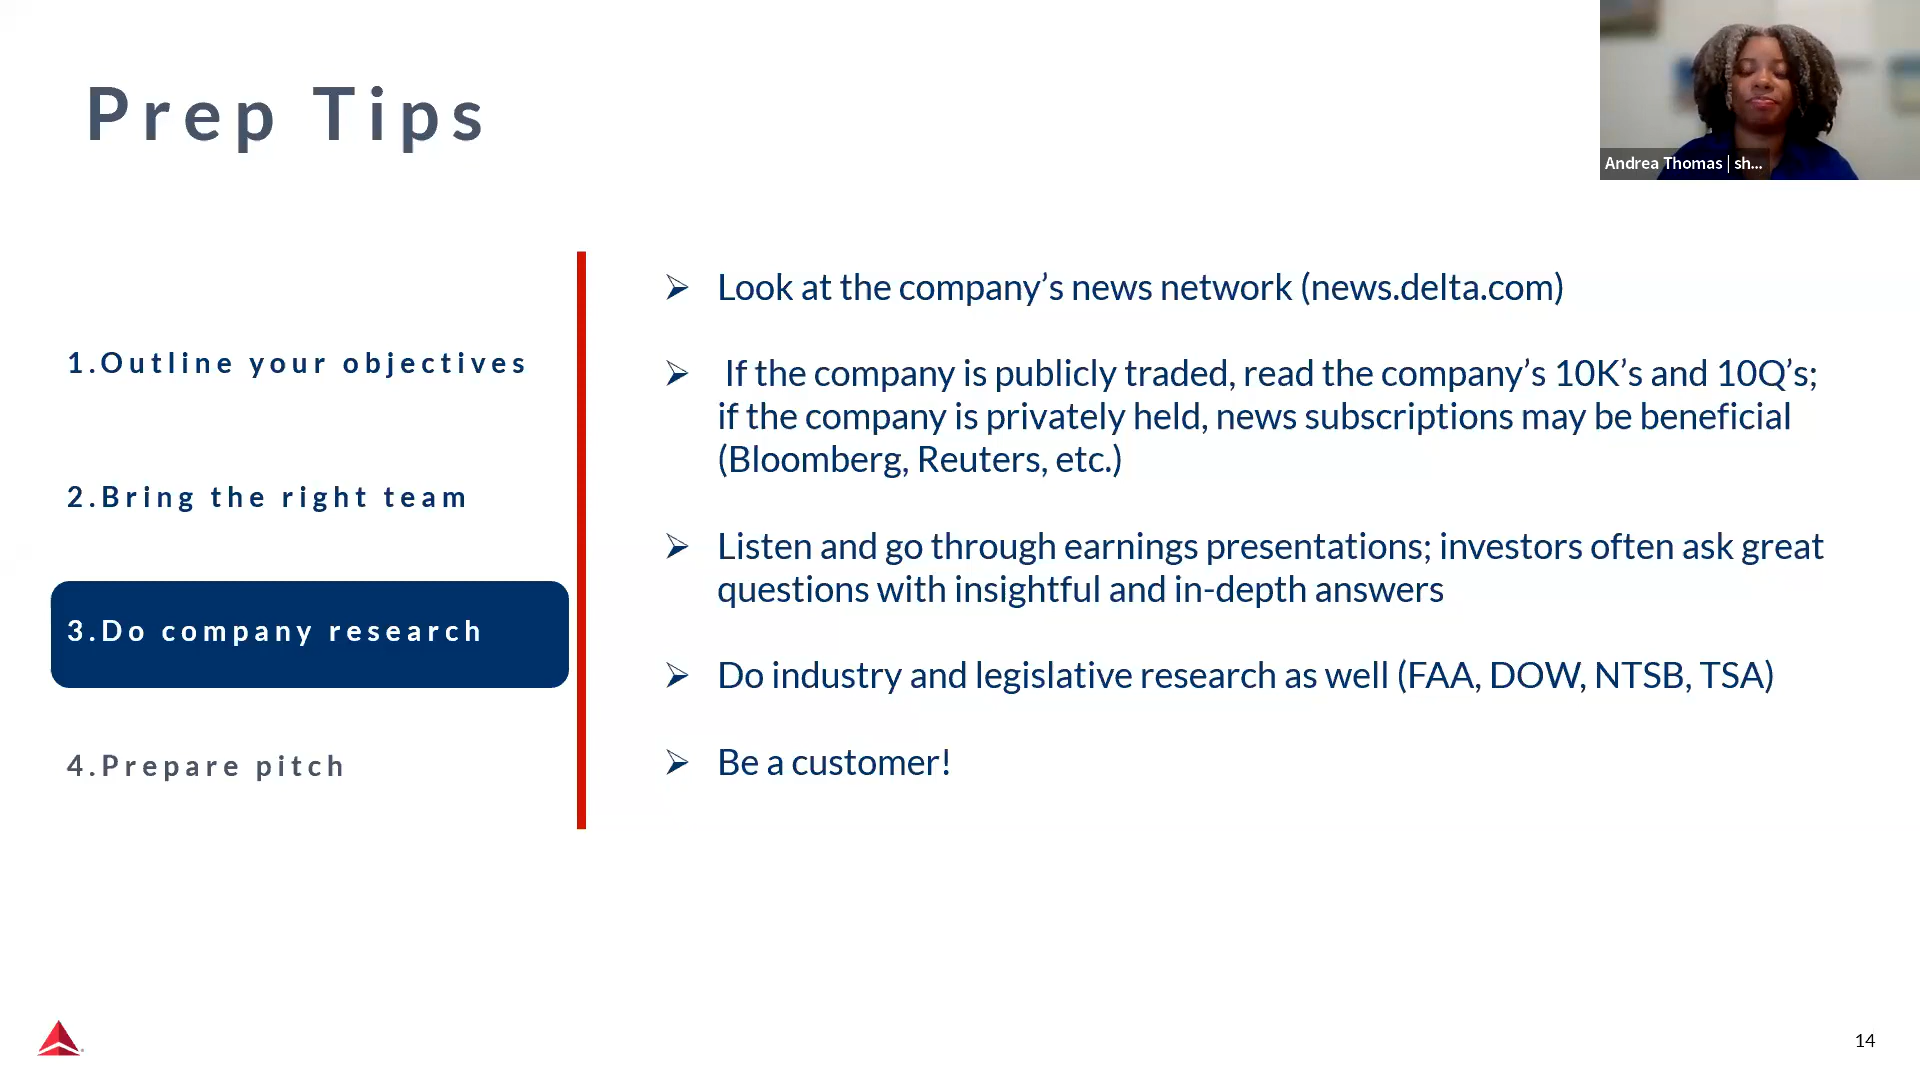 Prep Tips
Andrea Thomas | sh...
1.Outline your objectives
2.Bring the right team
3.Do company research
4.Prepare pitch
➢ Look at the company’s news network (news.delta.com)
➢ If the company is publicly traded, read the company’s 10K’s and 10Q’s;
if the company is privately held, news subscriptions may be beneficial
(Bloomberg, Reuters, etc.)
➢ Listen and go through earnings presentations; investors often ask great
questions with insightful and in-depth answers
➢ Do industry and legislative research as well (FAA, DOW, NTSB, TSA)
➢ Be a customer!
14